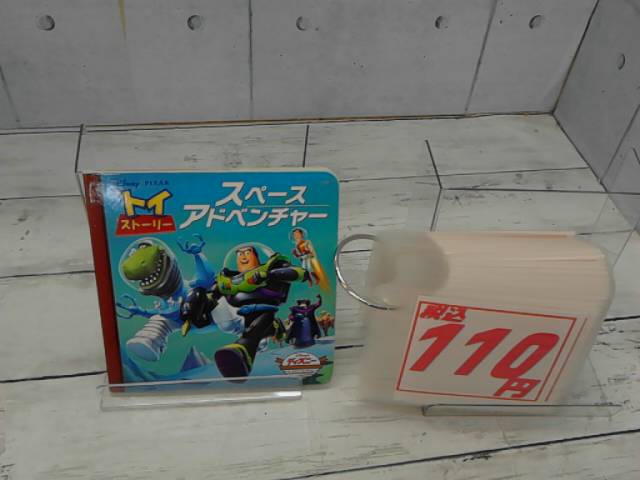 Disney PIXAR
トイ
ストーリー
スペース
アドベンチャー
税込
110
円